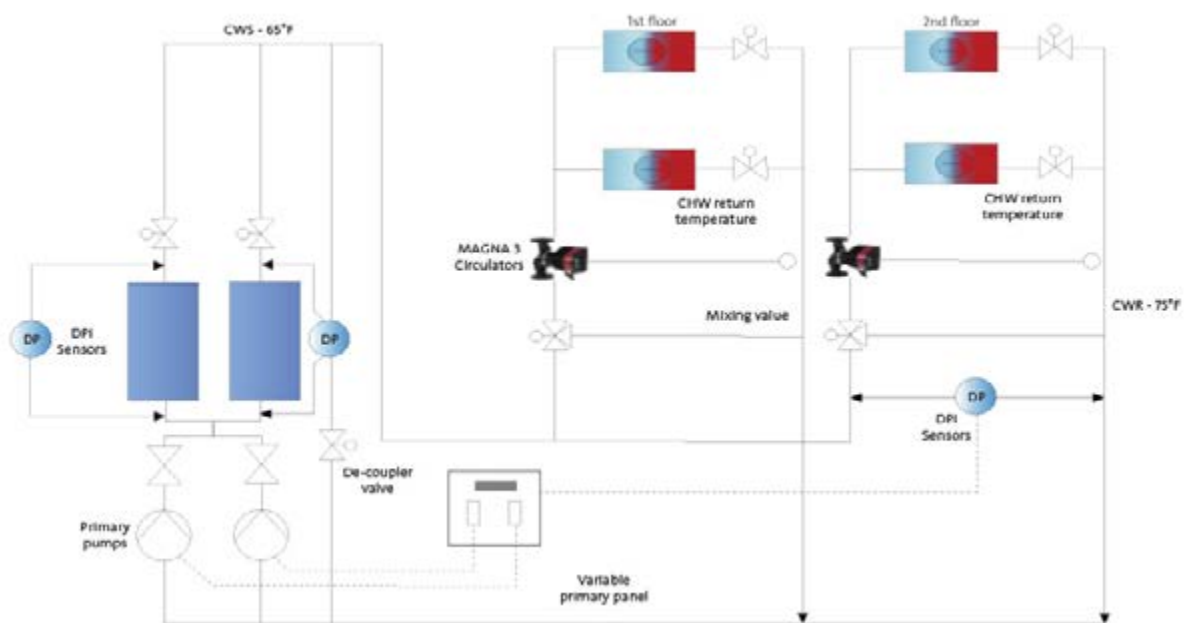 CWS - 65°F
1st floor
2nd floor
CHW return
temperature
CHW return
temperature
MAGNA 3
Circulators
Mixing value
CWR - 75°F
DP
DPI
Sensors
DP
DP
DPI
Sensors
De-coupler
valve
Primary
pumps
Variable
primary panel